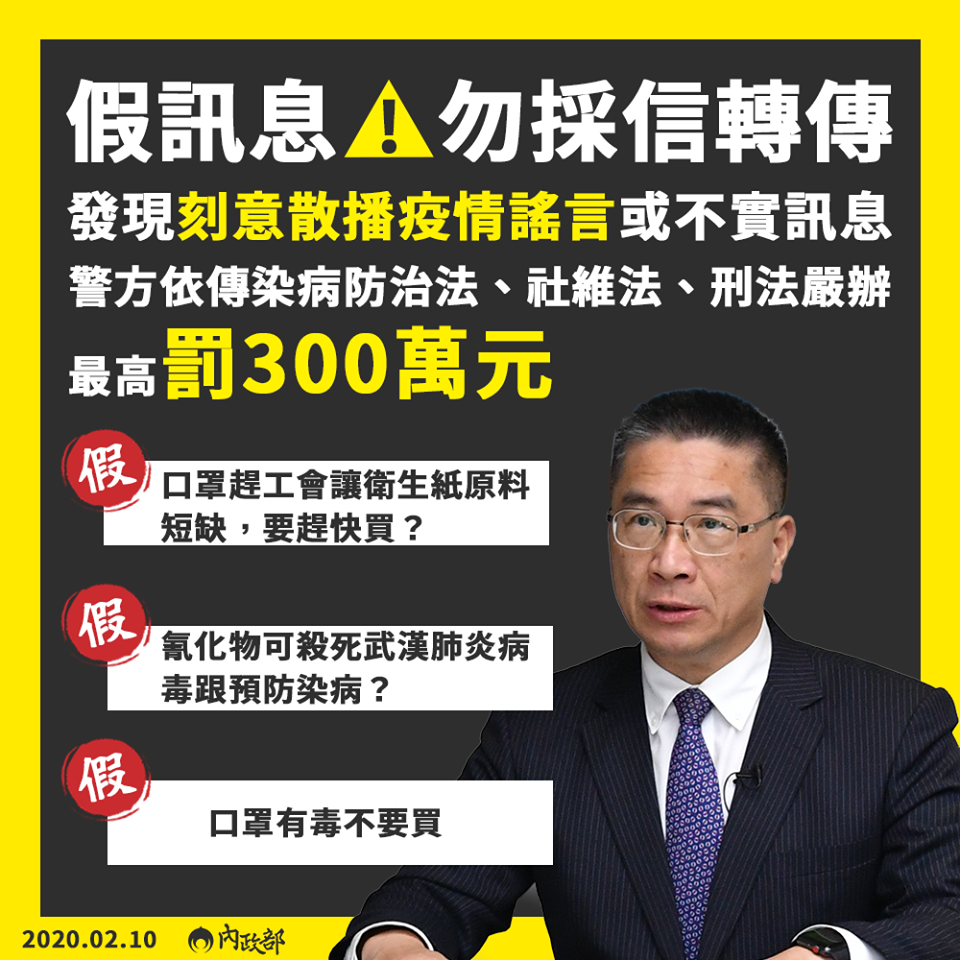 假訊息⚠勿採信轉傳
發現刻意散播疫情謠言或不實訊息
警方依傳染病防治法、社維法、刑法嚴辦
最高罰300萬元
假
口罩趕工會讓衛生紙原料
短缺，要趕快買？
假
氰化物可殺死武漢肺炎病
毒跟預防染病？
假
口罩有毒不要買
2020.02.10 內政部